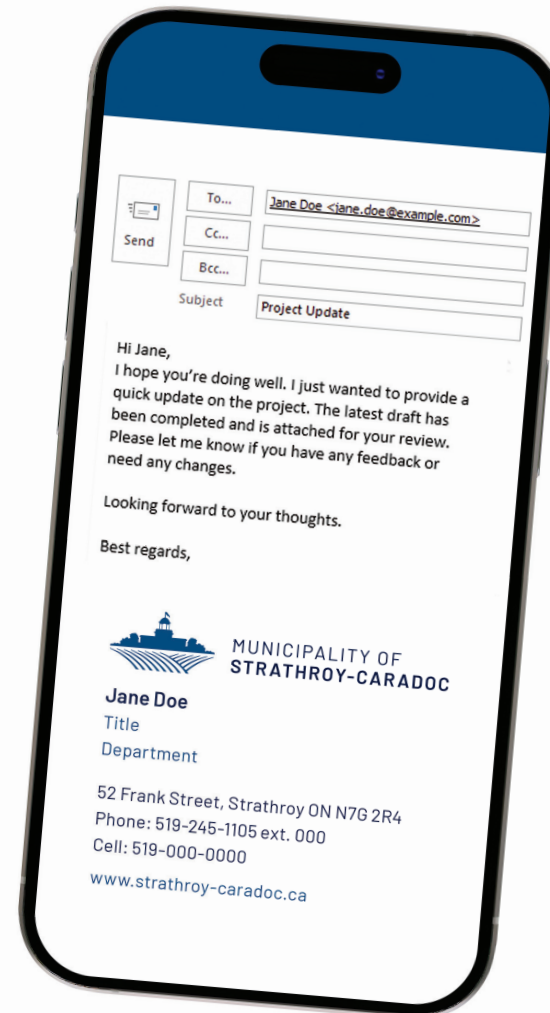 To...
Jane Doe <jane.doe@example.com>
Send
Cc...
Bcc...
Subject
Project Update
Hi Jane,
I hope you’re doing well. I just wanted to provide a
quick update on the project. The latest draft has
been completed and is attached for your review.
Please let me know if you have any feedback or
need any changes.
Looking forward to your thoughts.
Best regards,
MUNICIPALITY OF
STRATHROY-CARADOC
Jane Doe
Title
Department
52 Frank Street, Strathroy ON N7G 2R4
Phone: 519-245-1105 ext. 000
Cell: 519-000-0000
www.strathroy-caradoc.ca